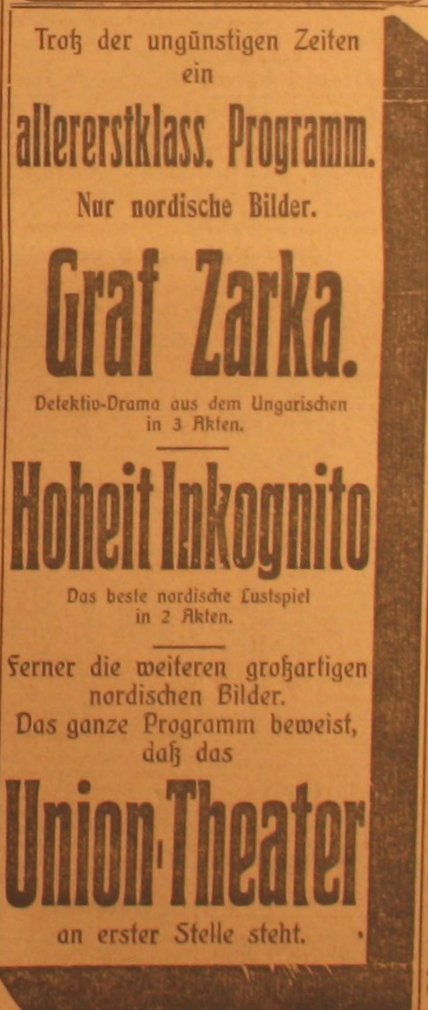 Trotz der ungünstigen Zeiten
ein
allererstklass. Programm.
Nur nordische Bilder.
Graf Zarka.
Detektiv-Drama aus dem Ungarischen
in 3 Akten.
Hoheit Inkognito
Das beste nordische Lustspiel
in 2 Akten.
Ferner die weiteren großartigen
nordischen Bilder.
Das ganze Programm beweist,
daß das
Union-Theater
an erster Stelle steht.